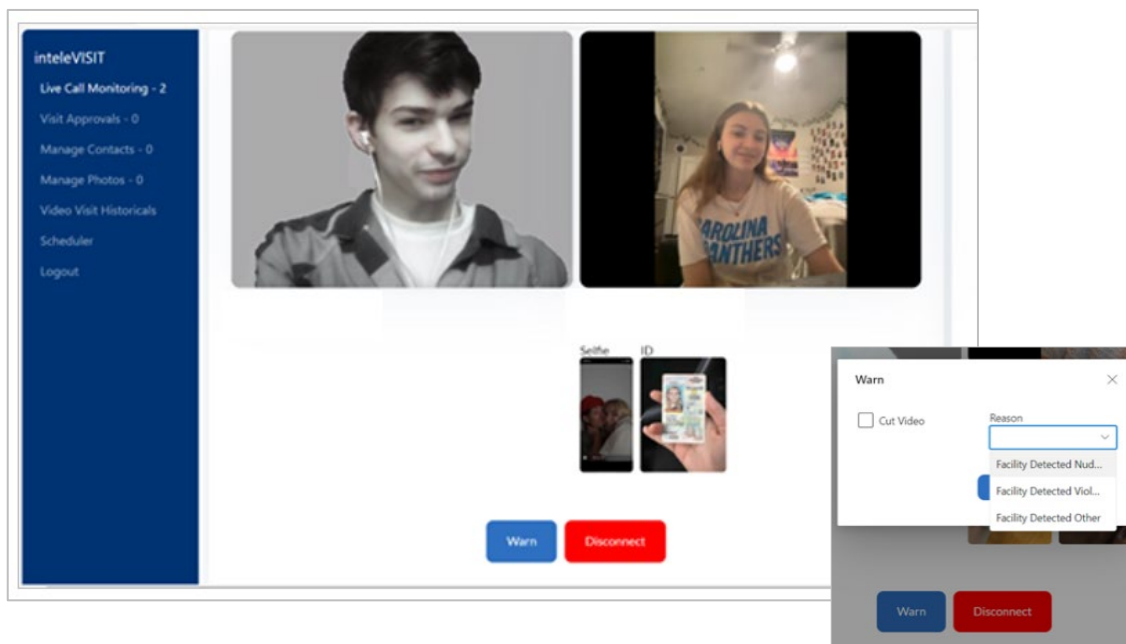 inteleVISIT
Live Call Monitoring - 2
Visit Approvals - 0
Manage Contacts - 0
Manage Photos - 0
Video Visit Historicals
Scheduler
Logout
CAROLINA
PANTHERS
Selfie ID
Warn Disconnect
Warn
Cut Video
Reason
Facility Detected Nud...
Facility Detected Viol...
Facility Detected Other
Warn Disconnect